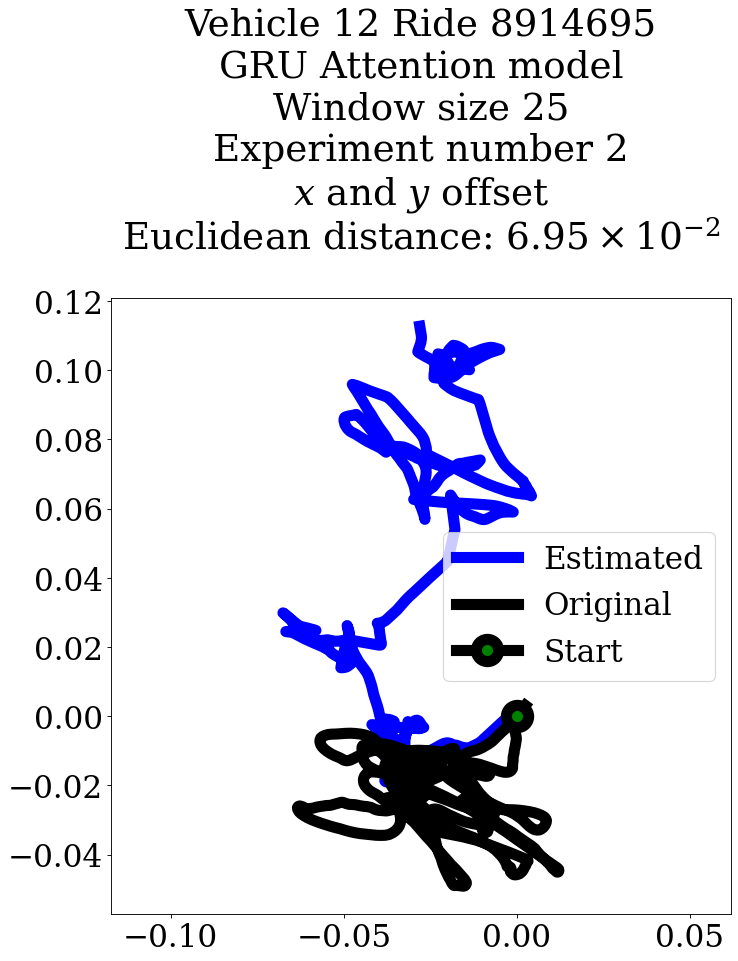 Vehicle 12 Ride 8914695
GRU Attention model
Window size 25
Experiment number 2
x and y offset
Euclidean distance: 6.95 × 10⁻²
0.12
0.10
0.08
0.06
0.04
0.02
0.00
−0.02
−0.04
Estimated
Original
Start
−0.10 −0.05 0.00 0.05